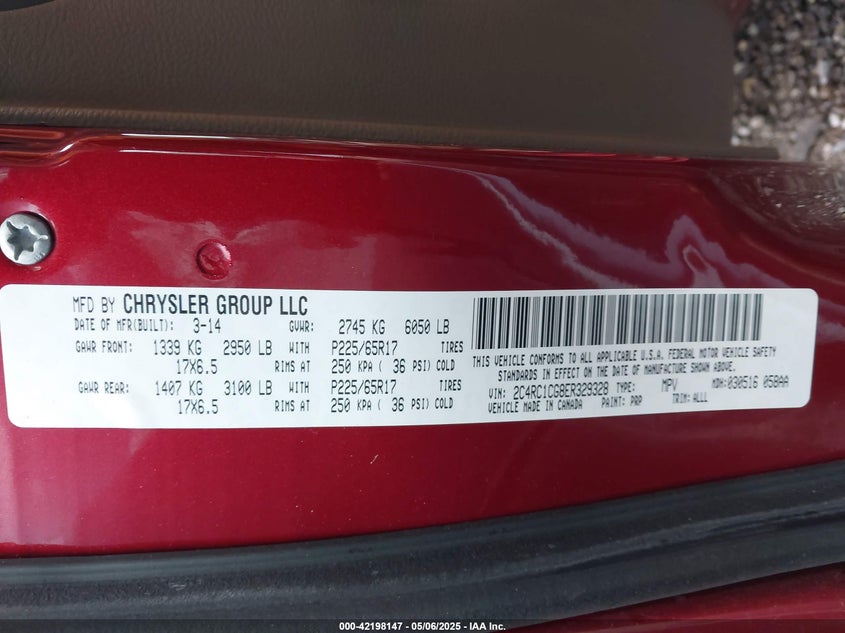 MFD BY CHRYSLER GROUP LLC
DATE OF MFR(BUILT): 3-14 GVWR: 2745 KG 6050 LB
GAWR FRONT: 1339 KG 2950 LB WITH P225/65R17 TIRES
17X6.5 RIMS AT 250 KPA ( 36 PSI) COLD
GAWR REAR: 1407 KG 3100 LB WITH P225/65R17 TIRES
17X6.5 RIMS AT 250 KPA ( 36 PSI) COLD
THIS VEHICLE CONFORMS TO ALL APPLICABLE U.S.A. FEDERAL MOTOR VEHICLE SAFETY
STANDARDS IN EFFECT ON THE DATE OF MANUFACTURE SHOWN ABOVE
VIN: 2C4RC1CG8ER329328 TYPE: MPV MDH:030516 05BAA
VEHICLE MADE IN CANADA PAINT: PRP TRIM: ALLL
000-42198147 - 05/06/2025 - IAA Inc.